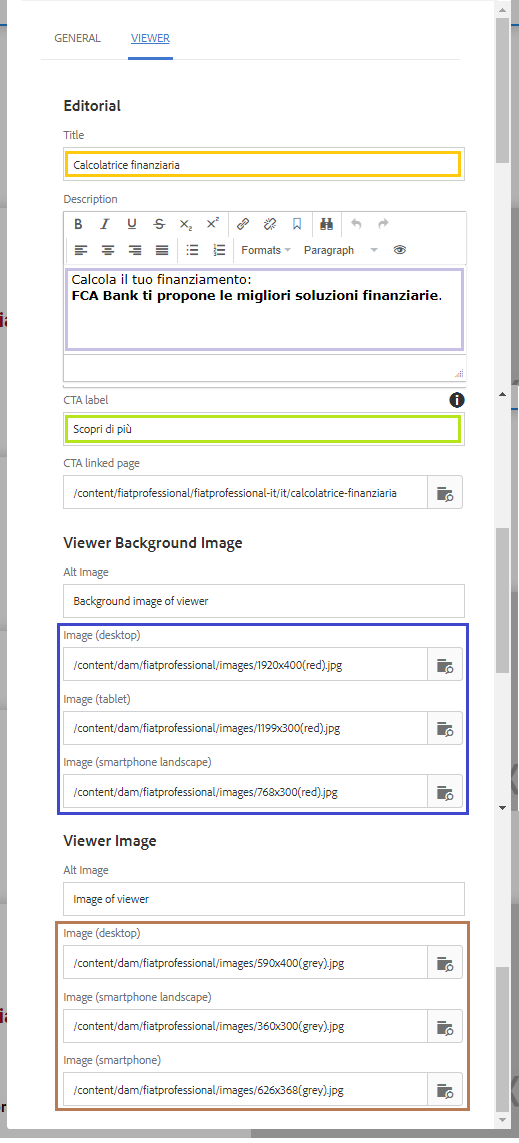 GENERAL VIEWER
Editorial
Title
Calcolatrice finanziaria
Description
B I U S X2 X2
Formats Paragraph
Calcola il tuo finanziamento:
FCA Bank ti propone le migliori soluzioni finanziarie.
CTA label
Scopri di più
CTA linked page
/content/fiatprofessional/fiatprofessional-it/it/calcolatrice-finanziaria
Viewer Background Image
Alt Image
Background image of viewer
Image (desktop)
/content/dam/fiatprofessional/images/1920x400(red).jpg
Image (tablet)
/content/dam/fiatprofessional/images/1199x300(red).jpg
Image (smartphone landscape)
/content/dam/fiatprofessional/images/768x300(red).jpg
Viewer Image
Alt Image
Image of viewer
Image (desktop)
/content/dam/fiatprofessional/images/590x400(grey).jpg
Image (smartphone landscape)
/content/dam/fiatprofessional/images/360x300(grey).jpg
Image (smartphone)
/content/dam/fiatprofessional/images/626x368(grey).jpg